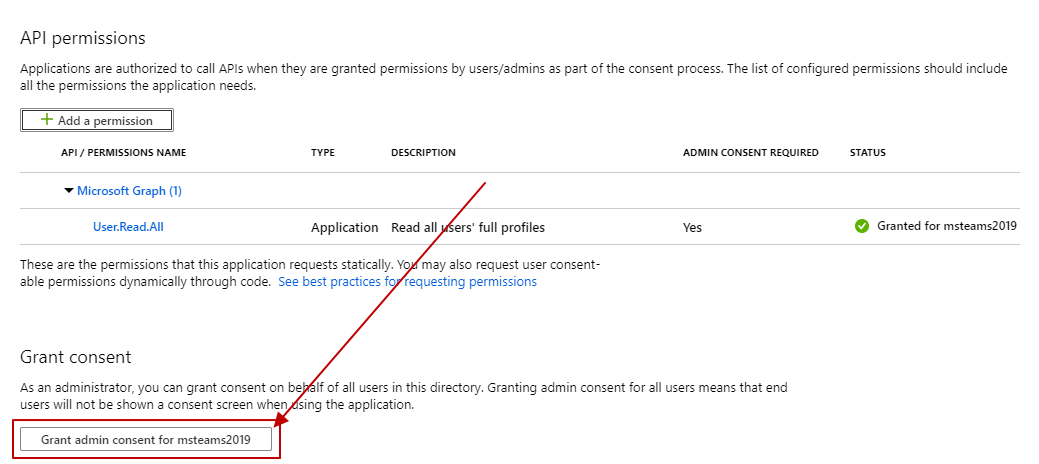 API permissions
Applications are authorized to call APIs when they are granted permissions by users/admins as part of the consent process. The list of configured permissions should include
all the permissions the application needs.
+ Add a permission
API / PERMISSIONS NAME TYPE DESCRIPTION ADMIN CONSENT REQUIRED STATUS
Microsoft Graph (1)
User.Read.All Application Read all users' full profiles Yes Granted for msteams2019
These are the permissions that this application requests statically. You may also request user consent-
able permissions dynamically through code. See best practices for requesting permissions
Grant consent
As an administrator, you can grant consent on behalf of all users in this directory. Granting admin consent for all users means that end
users will not be shown a consent screen when using the application.
Grant admin consent for msteams2019